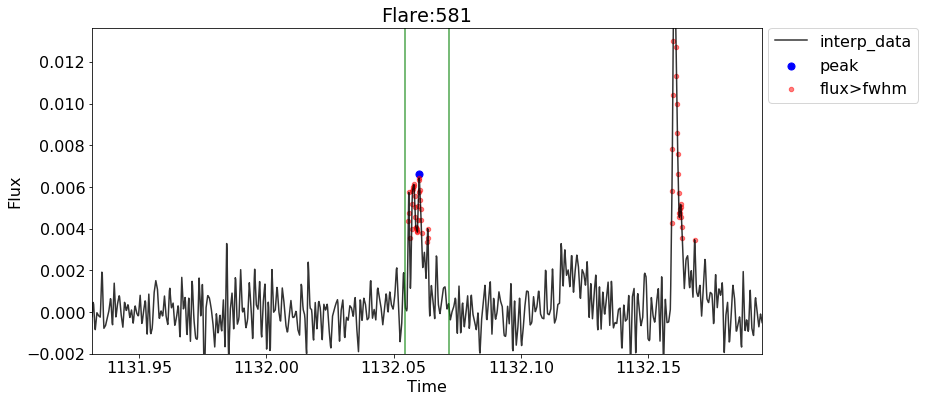 Flare:581
interp_data
peak
flux>fwhm
0.012
0.010
0.008
0.006
0.004
0.002
0.000
−0.002
Flux
1131.95 1132.00 1132.05 1132.10 1132.15
Time